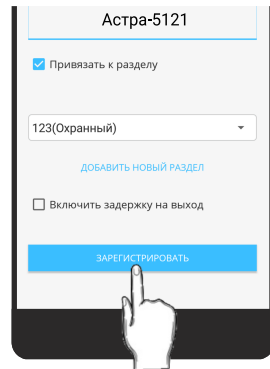 Астра-5121
Привязать к разделу
123(Охранный)
ДОБАВИТЬ НОВЫЙ РАЗДЕЛ
Включить задержку на выход
ЗАРЕГИСТРИРОВАТЬ